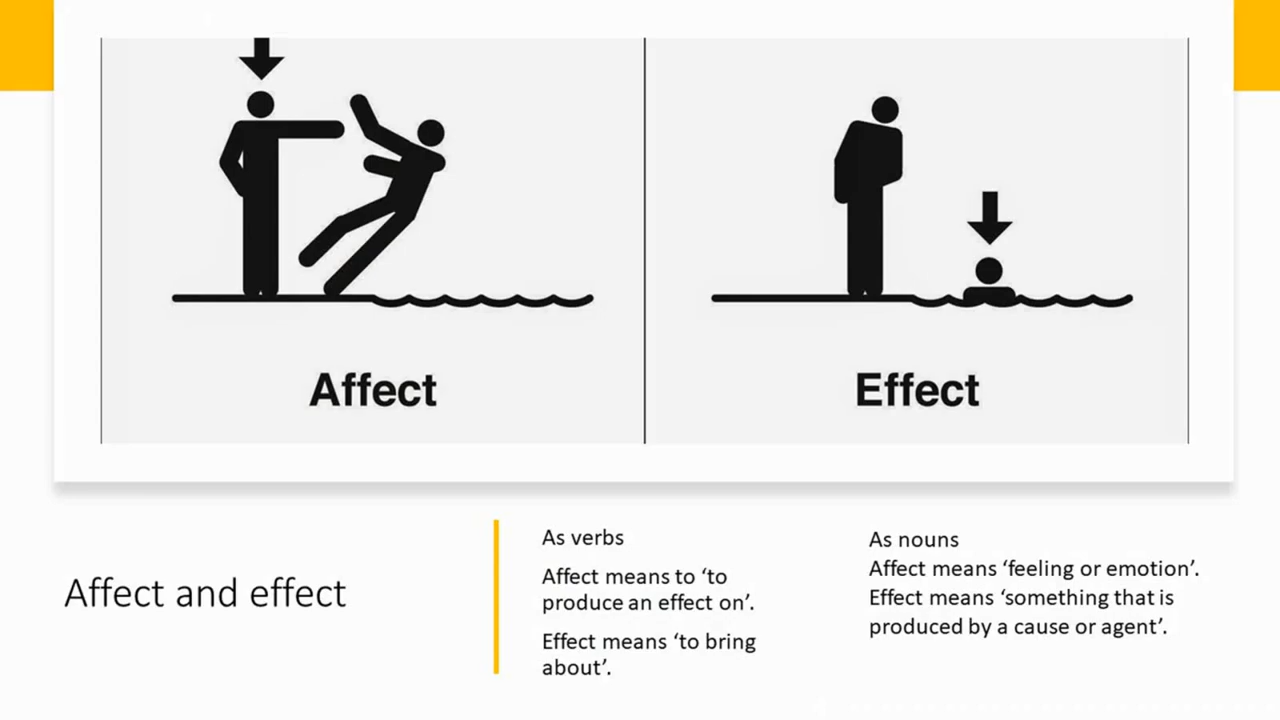 Affect
Effect
Affect and effect
As verbs
Affect means to ‘to
produce an effect on’.
Effect means ‘to bring
about’.
As nouns
Affect means ‘feeling or emotion’.
Effect means ‘something that is
produced by a cause or agent’.